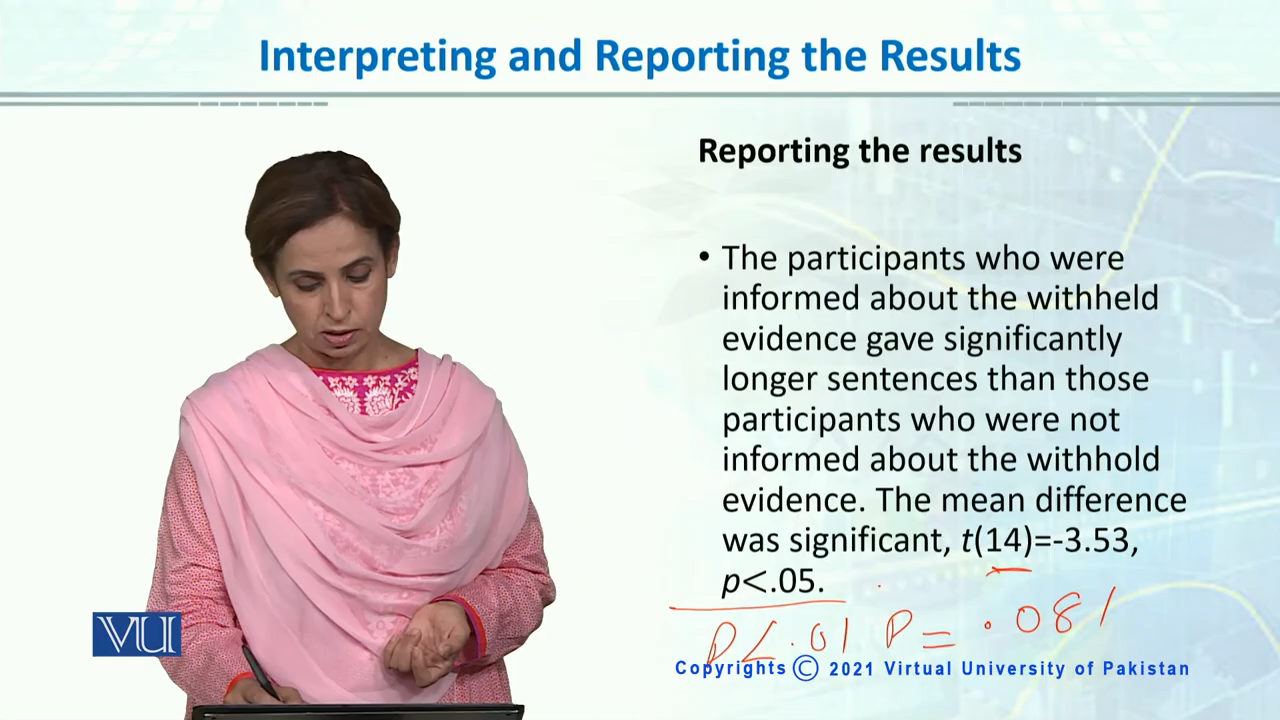 Interpreting and Reporting the Results
Reporting the results
• The participants who were
informed about the withheld
evidence gave significantly
longer sentences than those
participants who were not
informed about the withhold
evidence. The mean difference
was significant, t(14)=-3.53,
p<.05.
P<.01 P = .081
VU
Copyrights © 2021 Virtual University of Pakistan